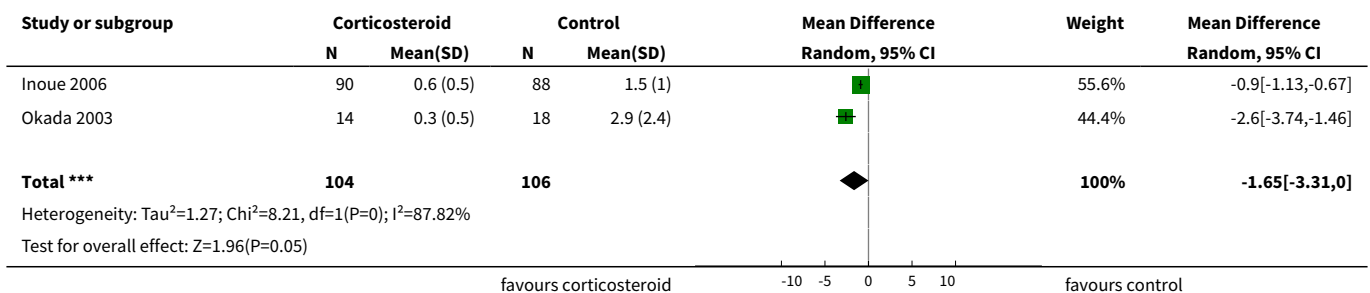 Study or subgroup Corticosteroid Control Mean Difference Weight Mean Difference
N Mean(SD) N Mean(SD) Random, 95% CI Random, 95% CI
Inoue 2006 90 0.6 (0.5) 88 1.5 (1) 55.6% -0.9[-1.13,-0.67]
Okada 2003 14 0.3 (0.5) 18 2.9 (2.4) 44.4% -2.6[-3.74,-1.46]
Total *** 104 106 100% -1.65[-3.31,0]
Heterogeneity: Tau²=1.27; Chi²=8.21, df=1(P=0); I²=87.82%
Test for overall effect: Z=1.96(P=0.05)
favours corticosteroid -10 -5 0 5 10 favours control